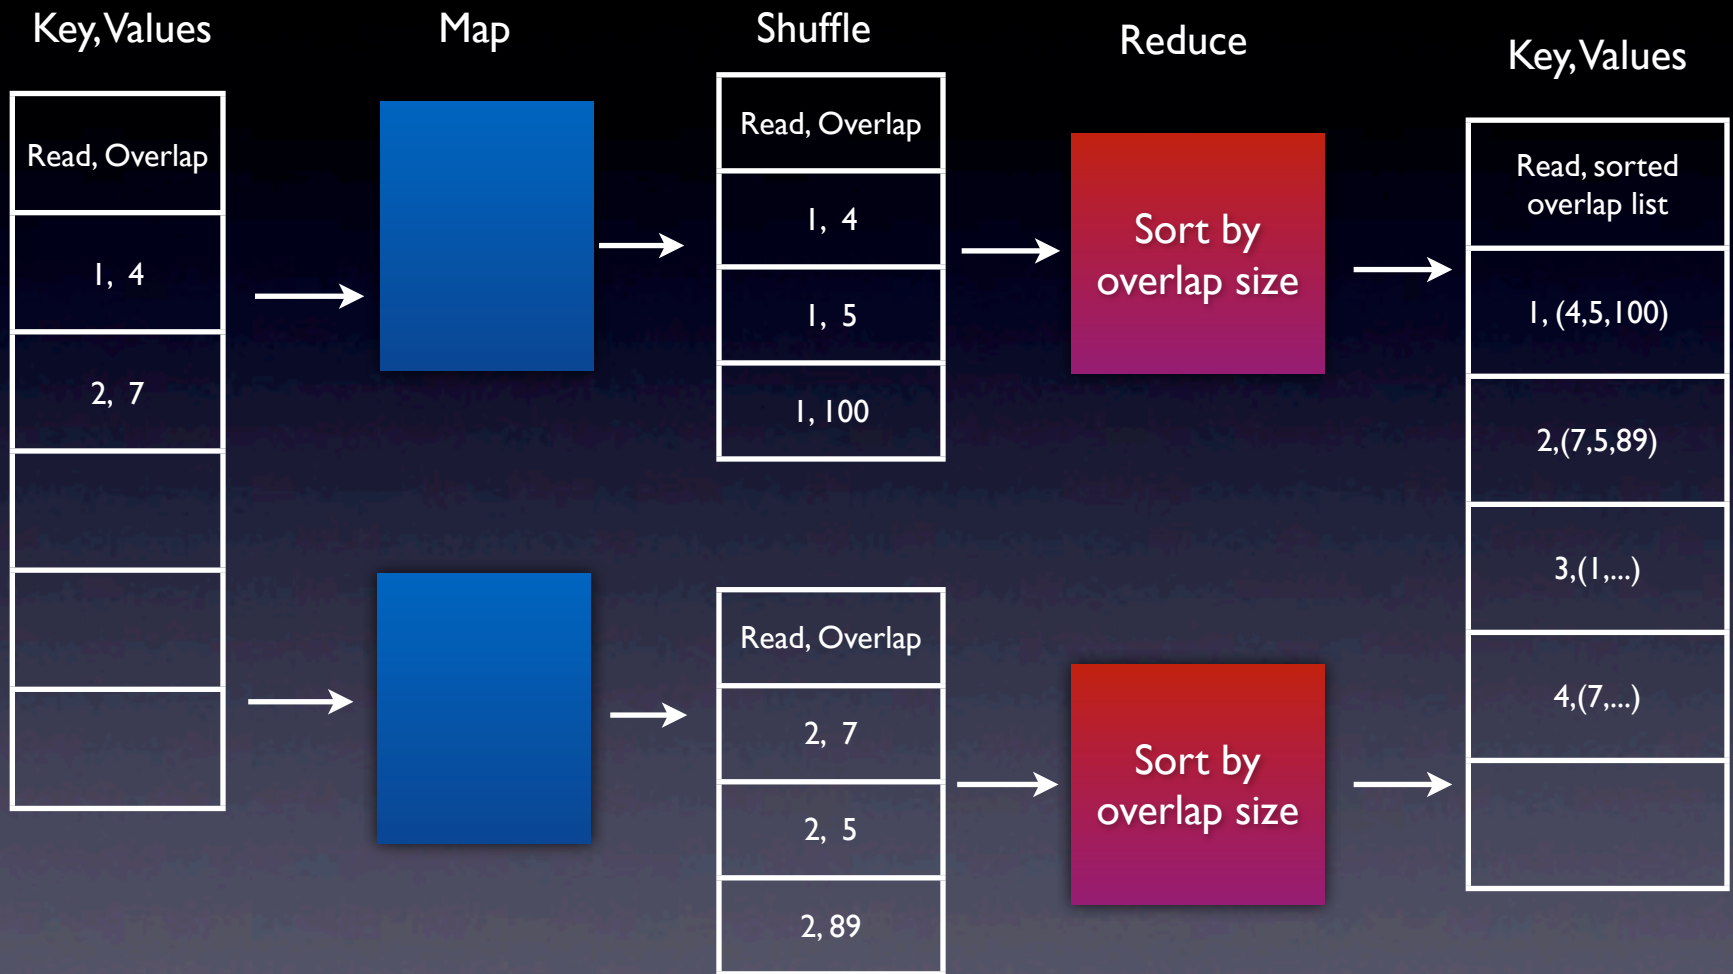 Key, Values
Map
Shuffle
Reduce
Key, Values
Read, Overlap
1, 4
2, 7
Read, Overlap
1, 4
1, 5
1, 100
Sort by
overlap size
Read, sorted
overlap list
1, (4,5,100)
2,(7,5,89)
3,(1,...)
4,(7,...)
Read, Overlap
2, 7
2, 5
2, 89
Sort by
overlap size